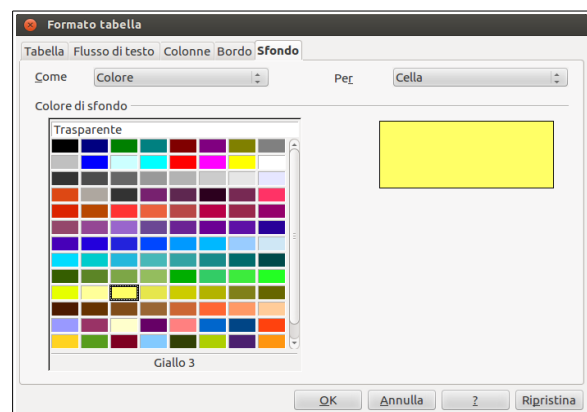 Formato tabella
Tabella Flusso di testo Colonne Bordo Sfondo
Come Colore Per Cella
Colore di sfondo
Trasparente
Giallo 3
OK Annulla ? Ripristina